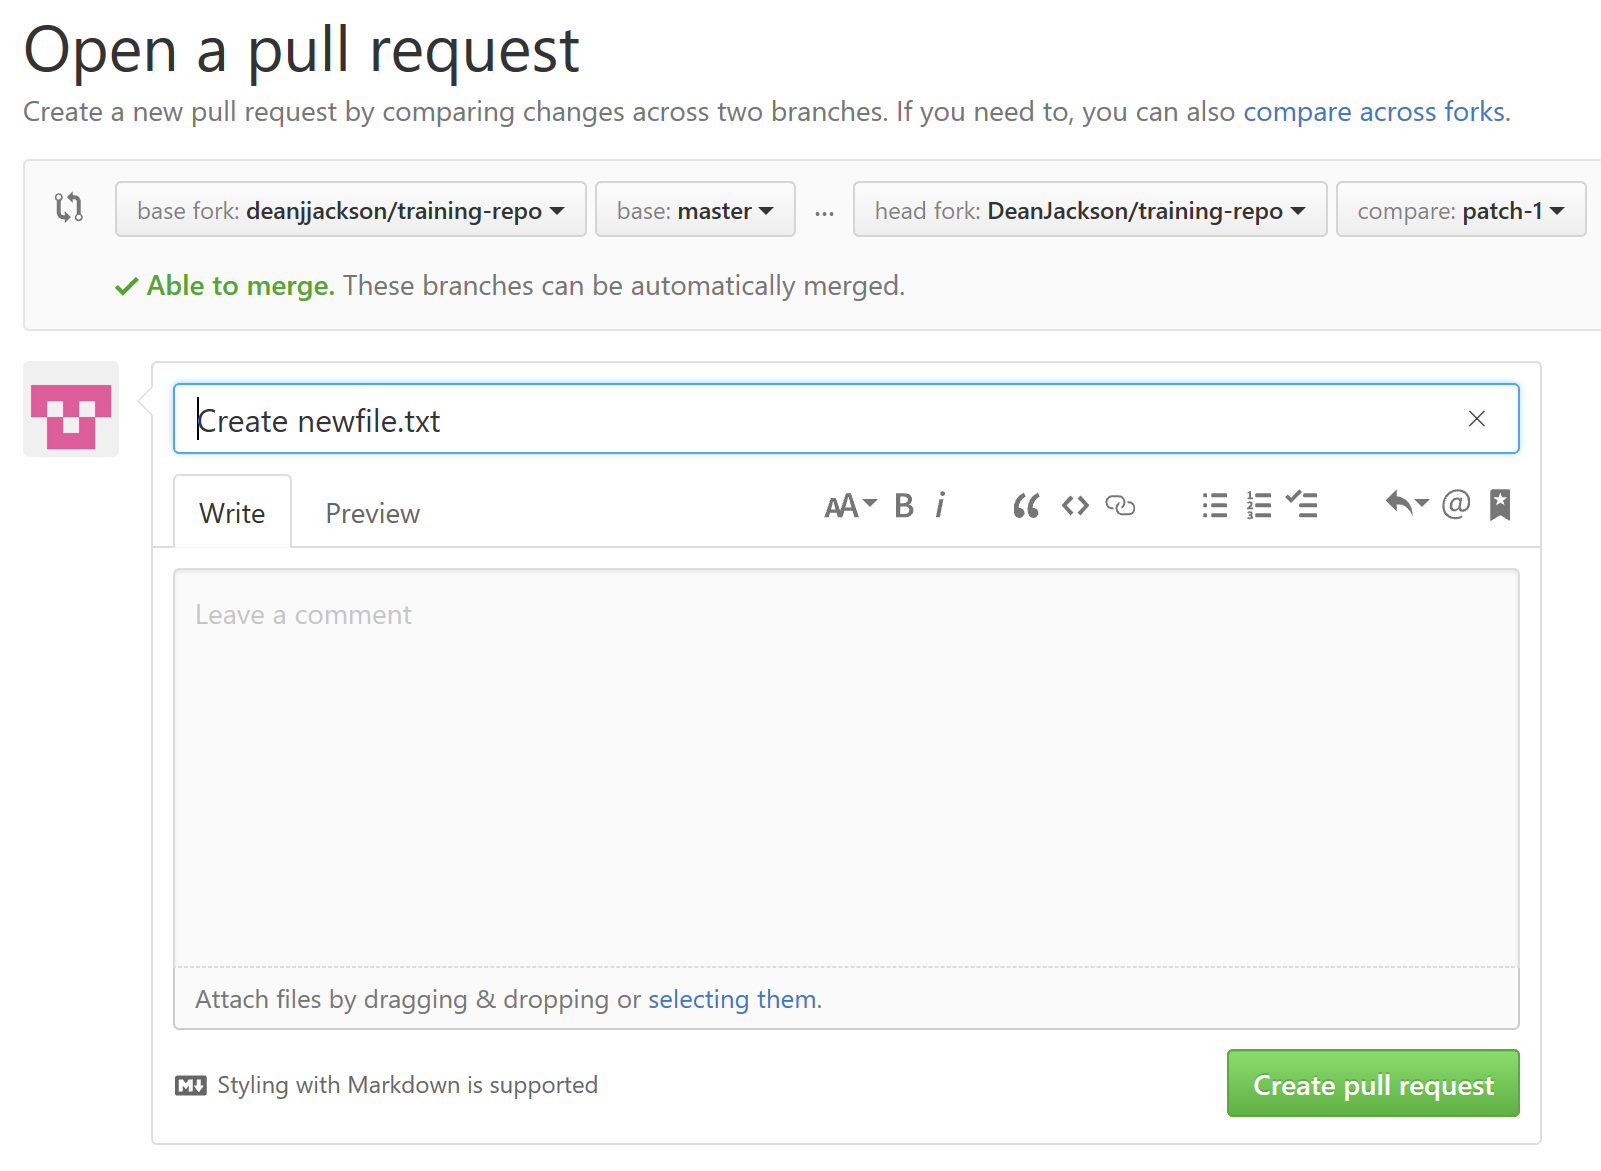 Open a pull request
Create a new pull request by comparing changes across two branches. If you need to, you can also compare across forks.
base fork: deanjjackson/training-repo base: master ... head fork: DeanJackson/training-repo compare: patch-1
Able to merge. These branches can be automatically merged.
Create newfile.txt
Write Preview AA B i
Leave a comment
Attach files by dragging & dropping or selecting them.
M Styling with Markdown is supported
Create pull request